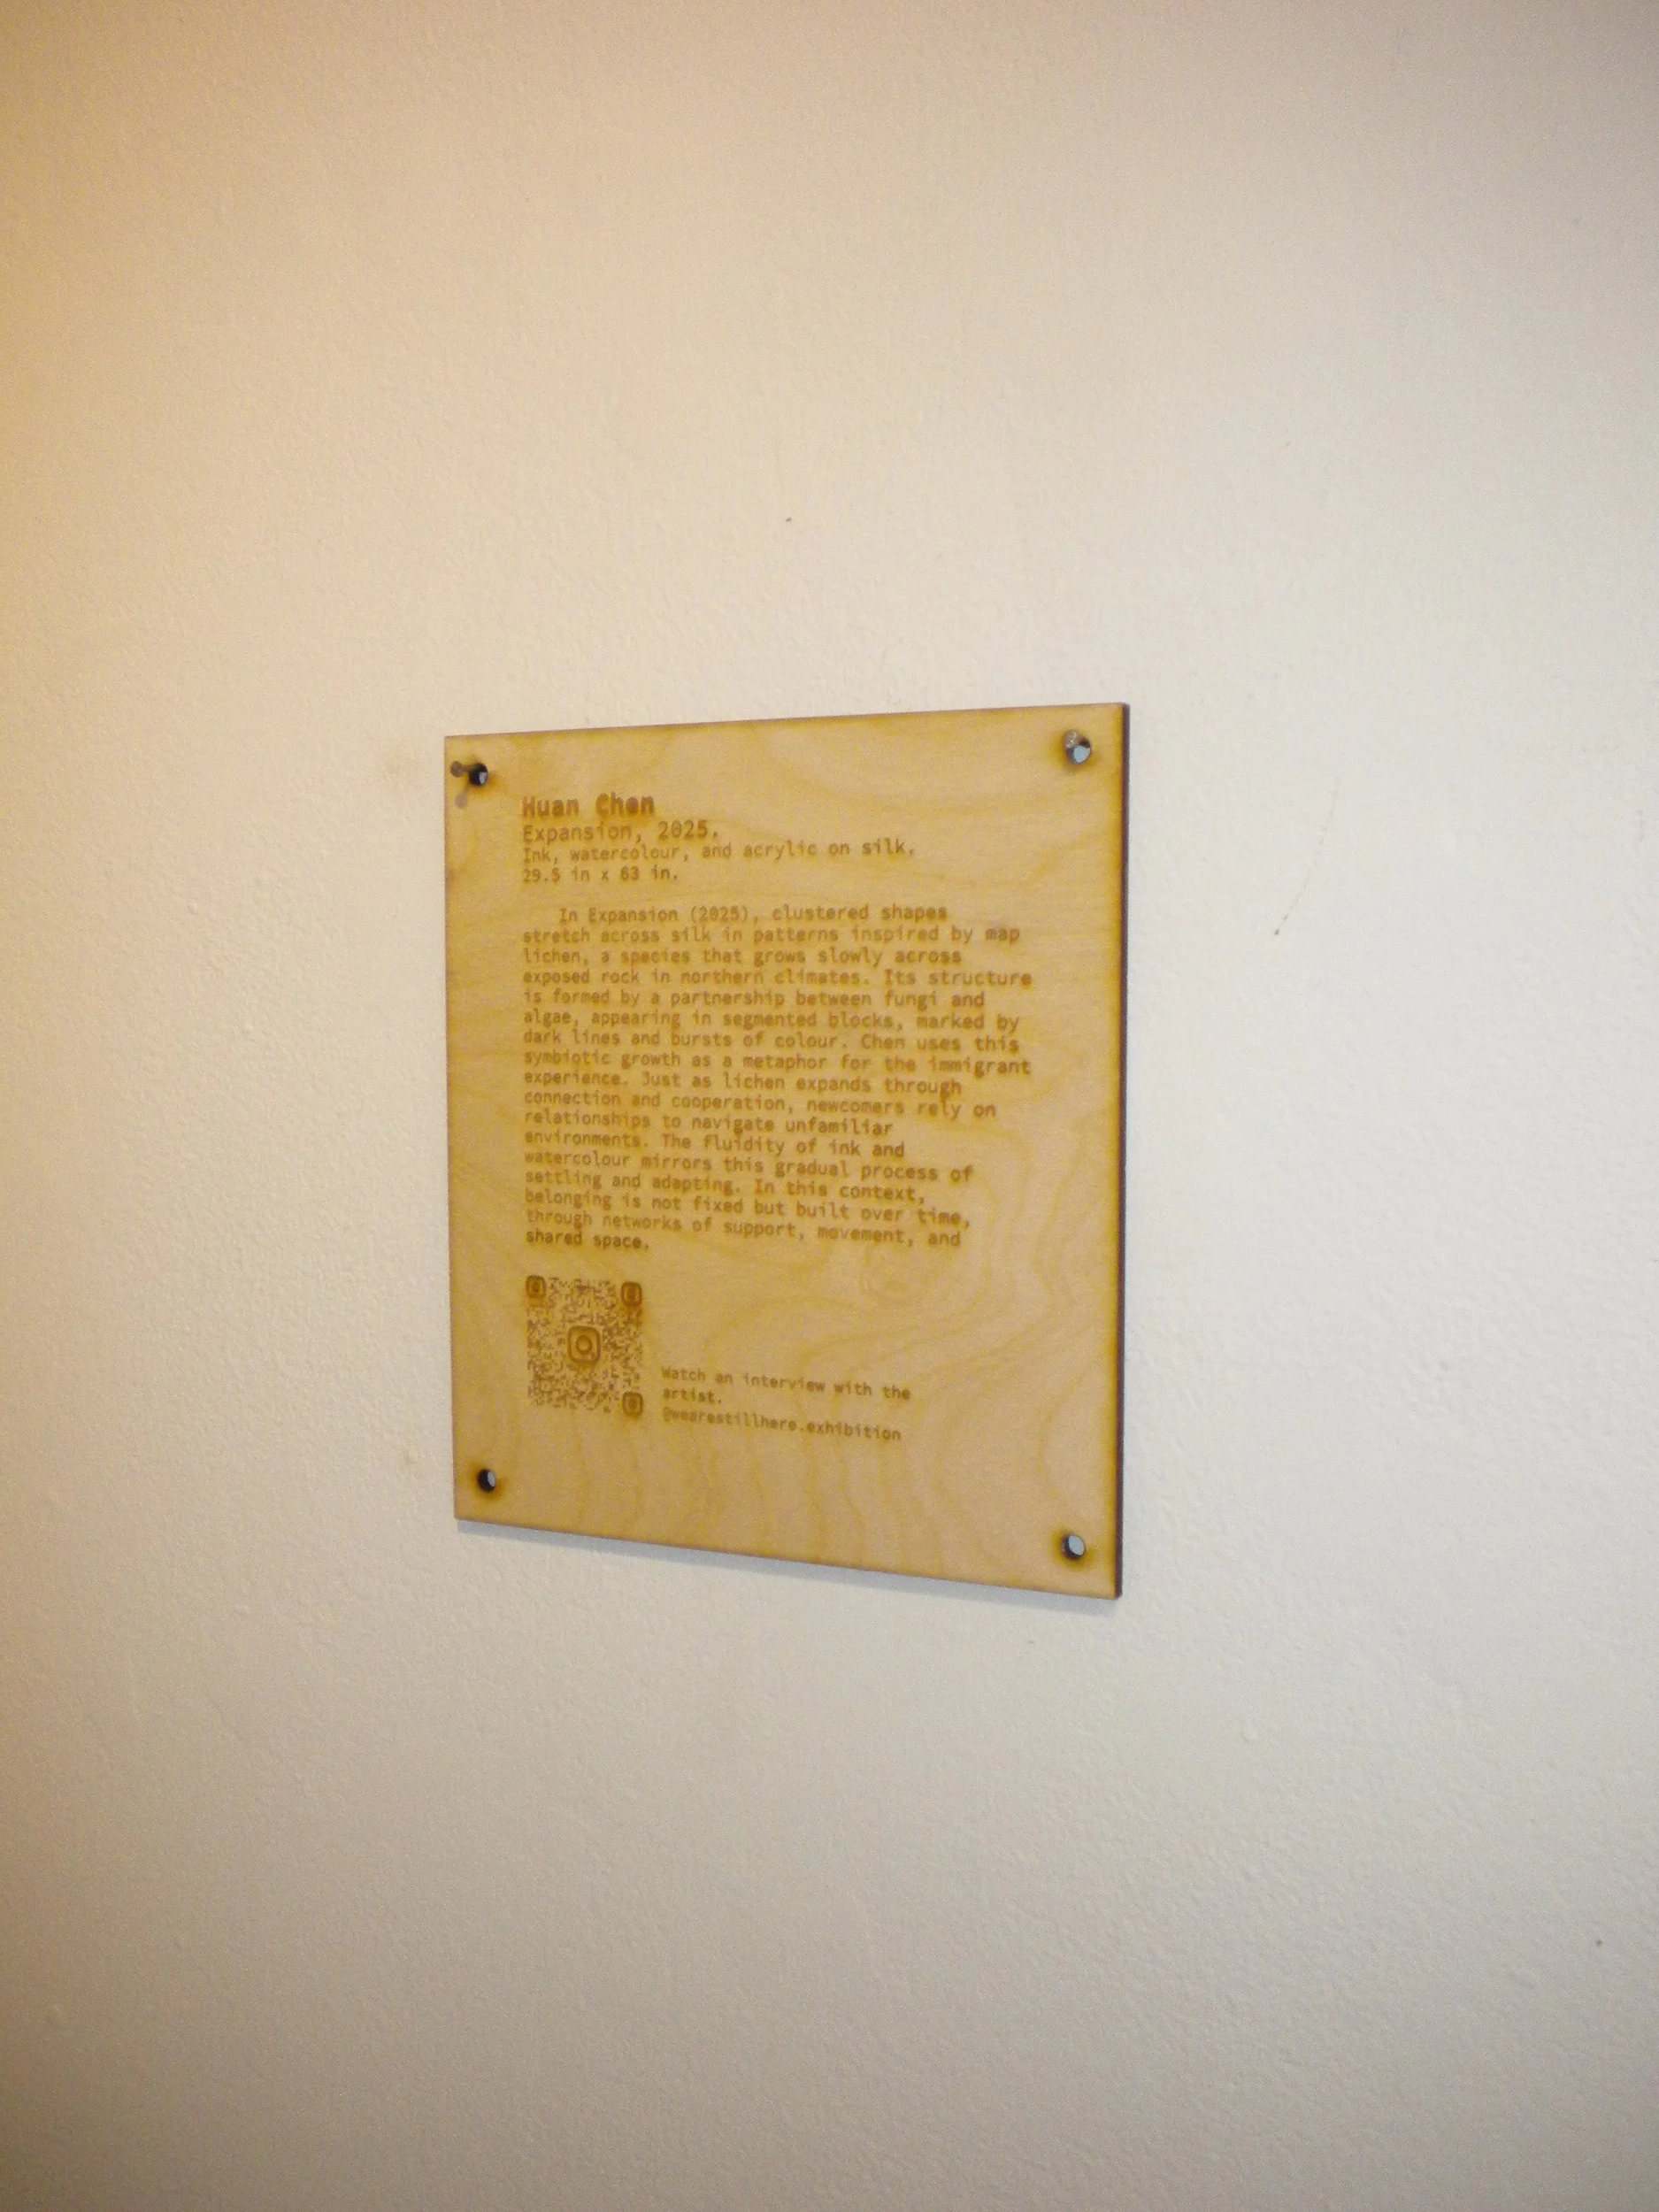 Huan Chen
Expansion, 2025.
Ink, watercolour, and acrylic on silk.
29.5 in x 63 in.
In Expansion (2025), clustered shapes
stretch across silk in patterns inspired by map
lichen, a species that grows slowly across
exposed rock in northern climates. Its structure
is formed by a partnership between fungi and
algae, appearing in segmented blocks, marked by
dark lines and bursts of colour. Chen uses this
symbiotic growth as a metaphor for the immigrant
experience. Just as lichen expands through
connection and cooperation, newcomers rely on
relationships to navigate unfamiliar
environments. The fluidity of ink and
watercolour mirrors this gradual process of
settling and adapting. In this context,
belonging is not fixed but built over time,
through networks of support, movement, and
shared space.
Watch an interview with the
artist.
@wearestillhere.exhibition